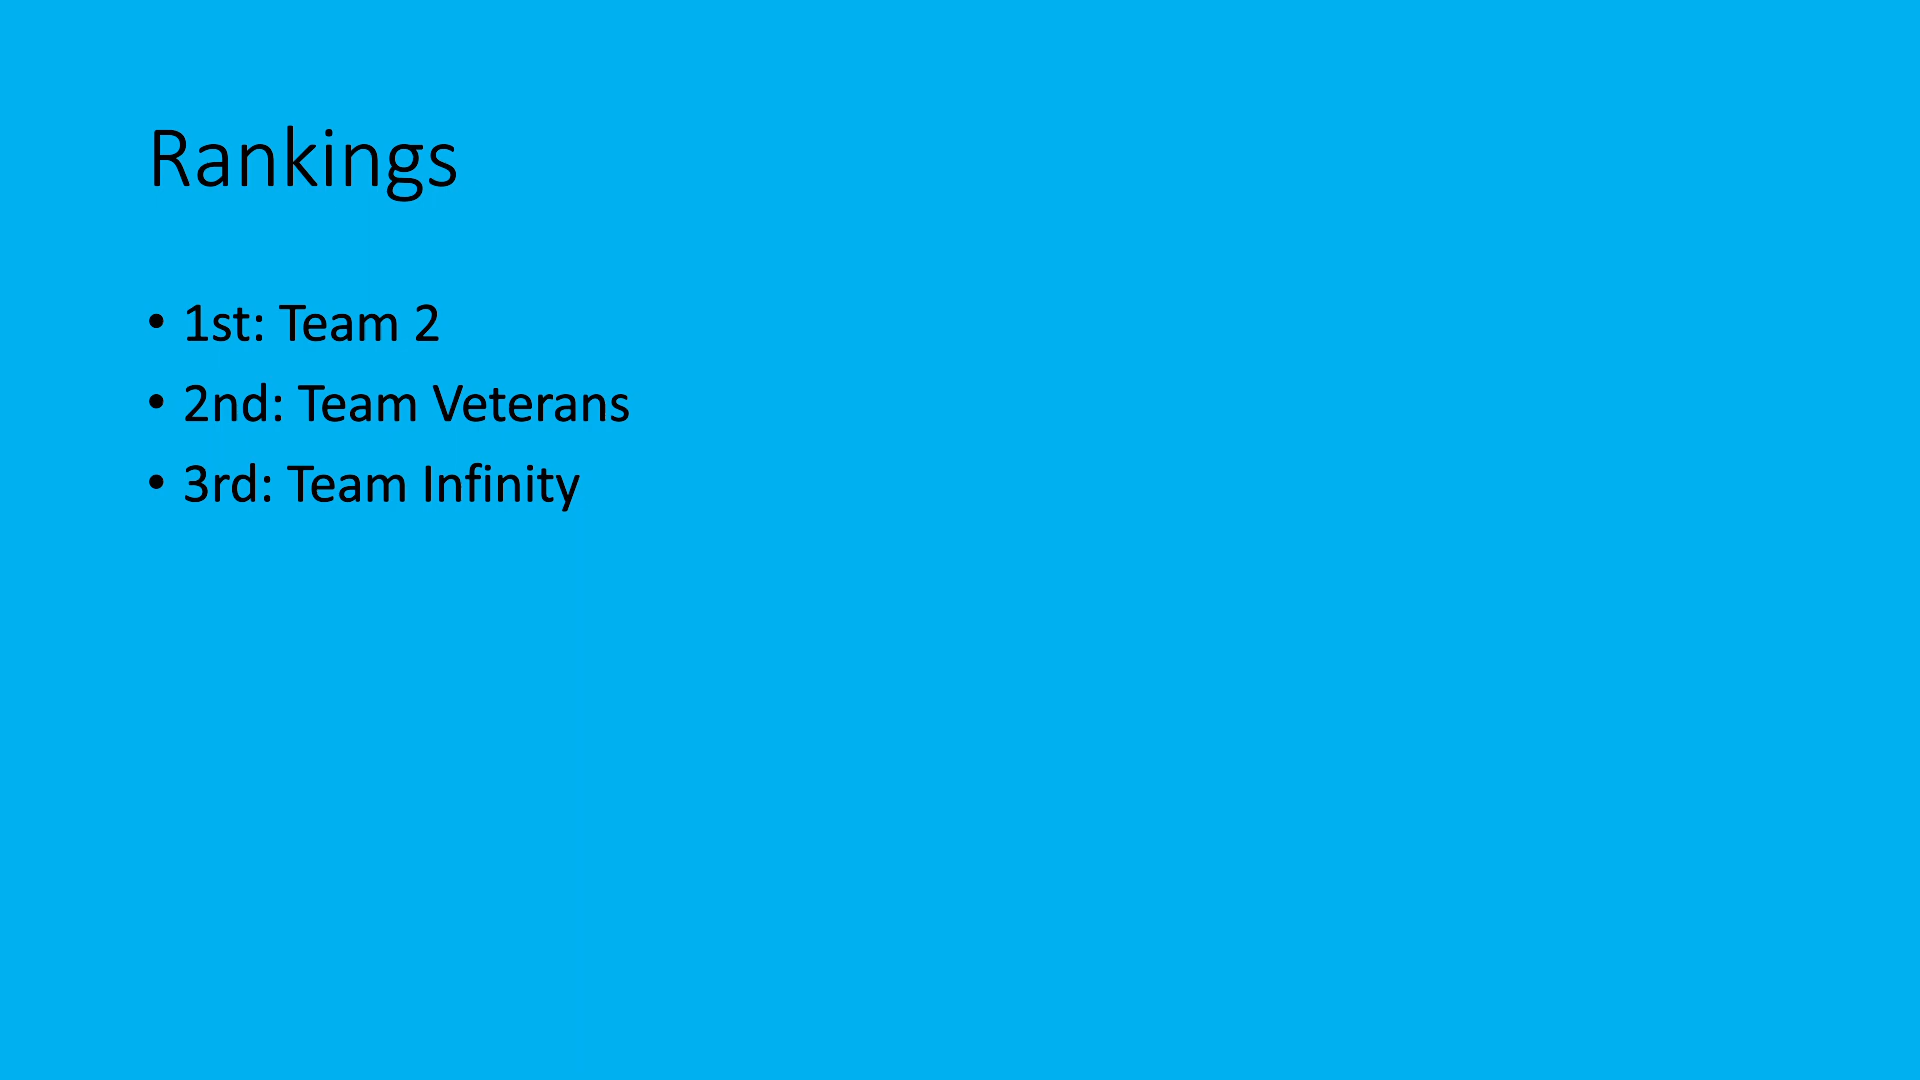 Rankings
• 1st: Team 2
• 2nd: Team Veterans
• 3rd: Team Infinity